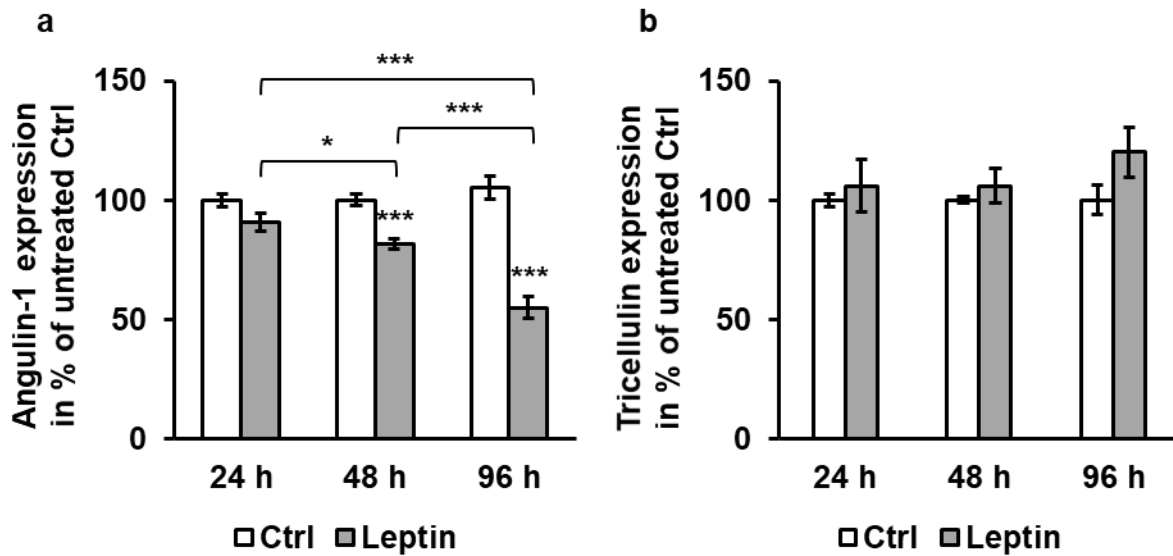 a
Angulin-1 expression
in % of untreated Ctrl
150
100
50
0
***
***
*
***
***
24 h 48 h 96 h
Ctrl Leptin
b
Tricellulin expression
in % of untreated Ctrl
150
100
50
0
24 h 48 h 96 h
Ctrl Leptin